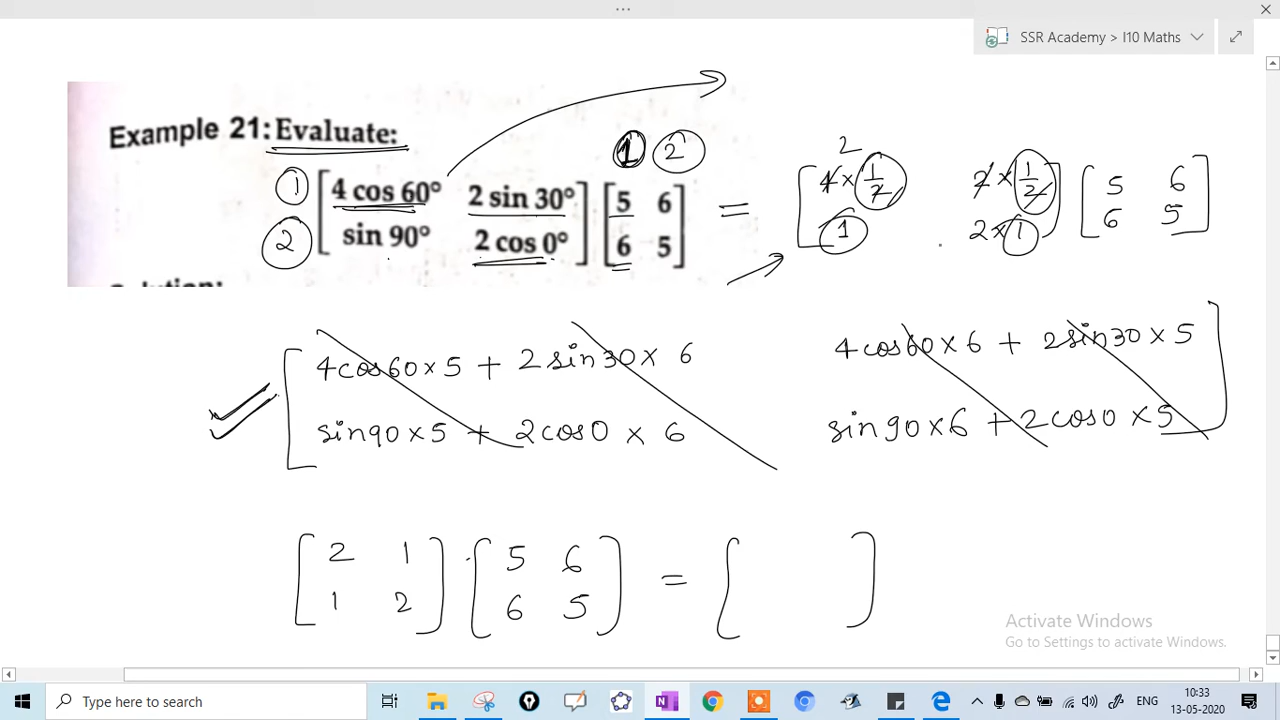 SSR Academy > I10 Maths
Example 21: Evaluate:
1 2
1 [4 cos 60° 2 sin 30°] [5 6] = [4 × 1/2 2 × 1/2] [5 6]
2 [sin 90° 2 cos 0°] [6 5] [1 2×1] [6 5]
2
Solution:
4cos60×5 + 2sin30× 6 4cos60×6 + 2sin30×5
sin90×5 + 2cos0 × 6 sin90×6 + 2cos0 ×5
[2 1] [5 6] = [ ]
[1 2] [6 5]
Activate Windows
Go to Settings to activate Windows.
Type here to search
ENG
10:33
13-05-2020